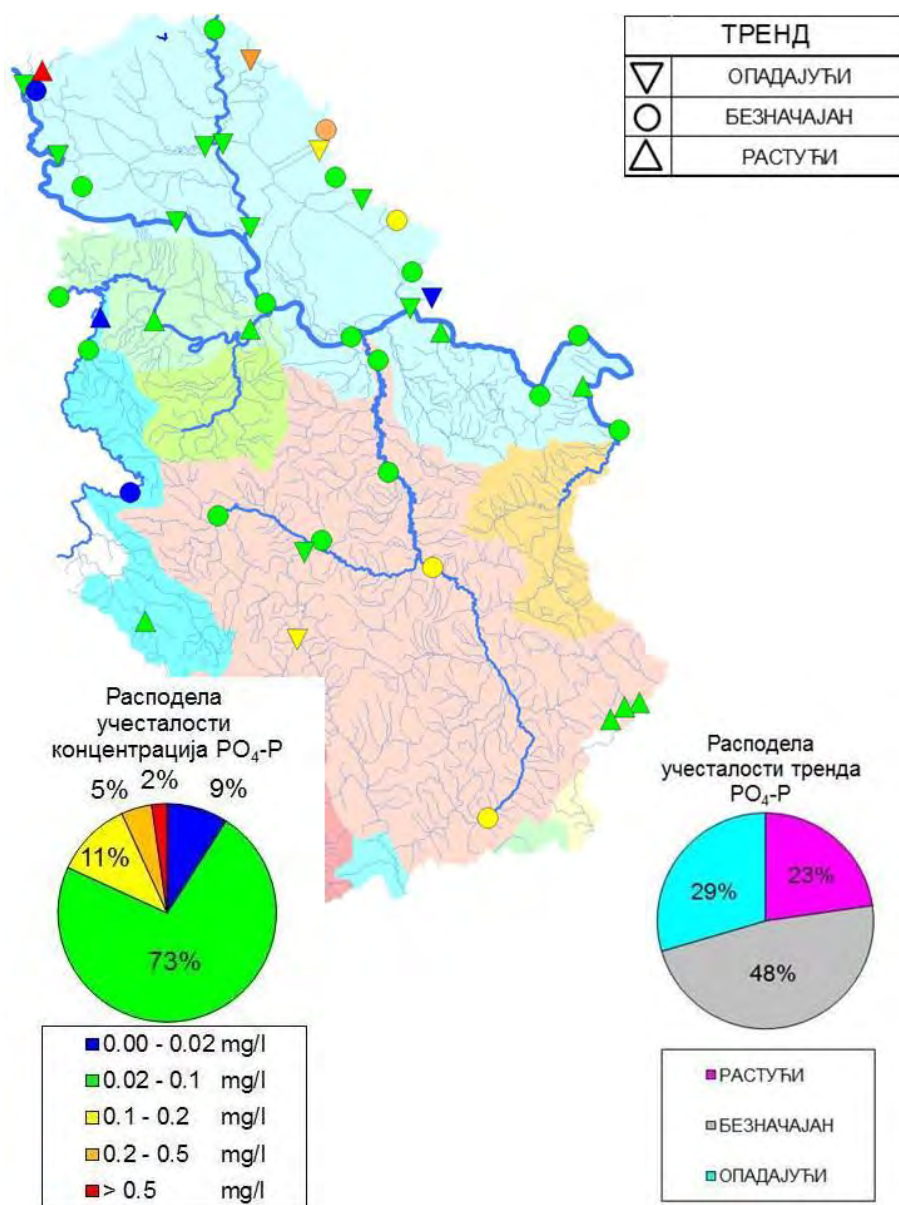 ТРЕНД
ОПАДАЈУЋИ
БЕЗНАЧАЈАН
РАСТУЋИ
Расподела
учесталости
концентрација PO₄-P
5%
2%
9%
11%
73%
0.00 - 0.02 mg/l
0.02 - 0.1 mg/l
0.1 - 0.2 mg/l
0.2 - 0.5 mg/l
> 0.5 mg/l
Расподела
учесталости тренда
PO₄-P
29%
23%
48%
РАСТУЋИ
БЕЗНАЧАЈАН
ОПАДАЈУЋИ